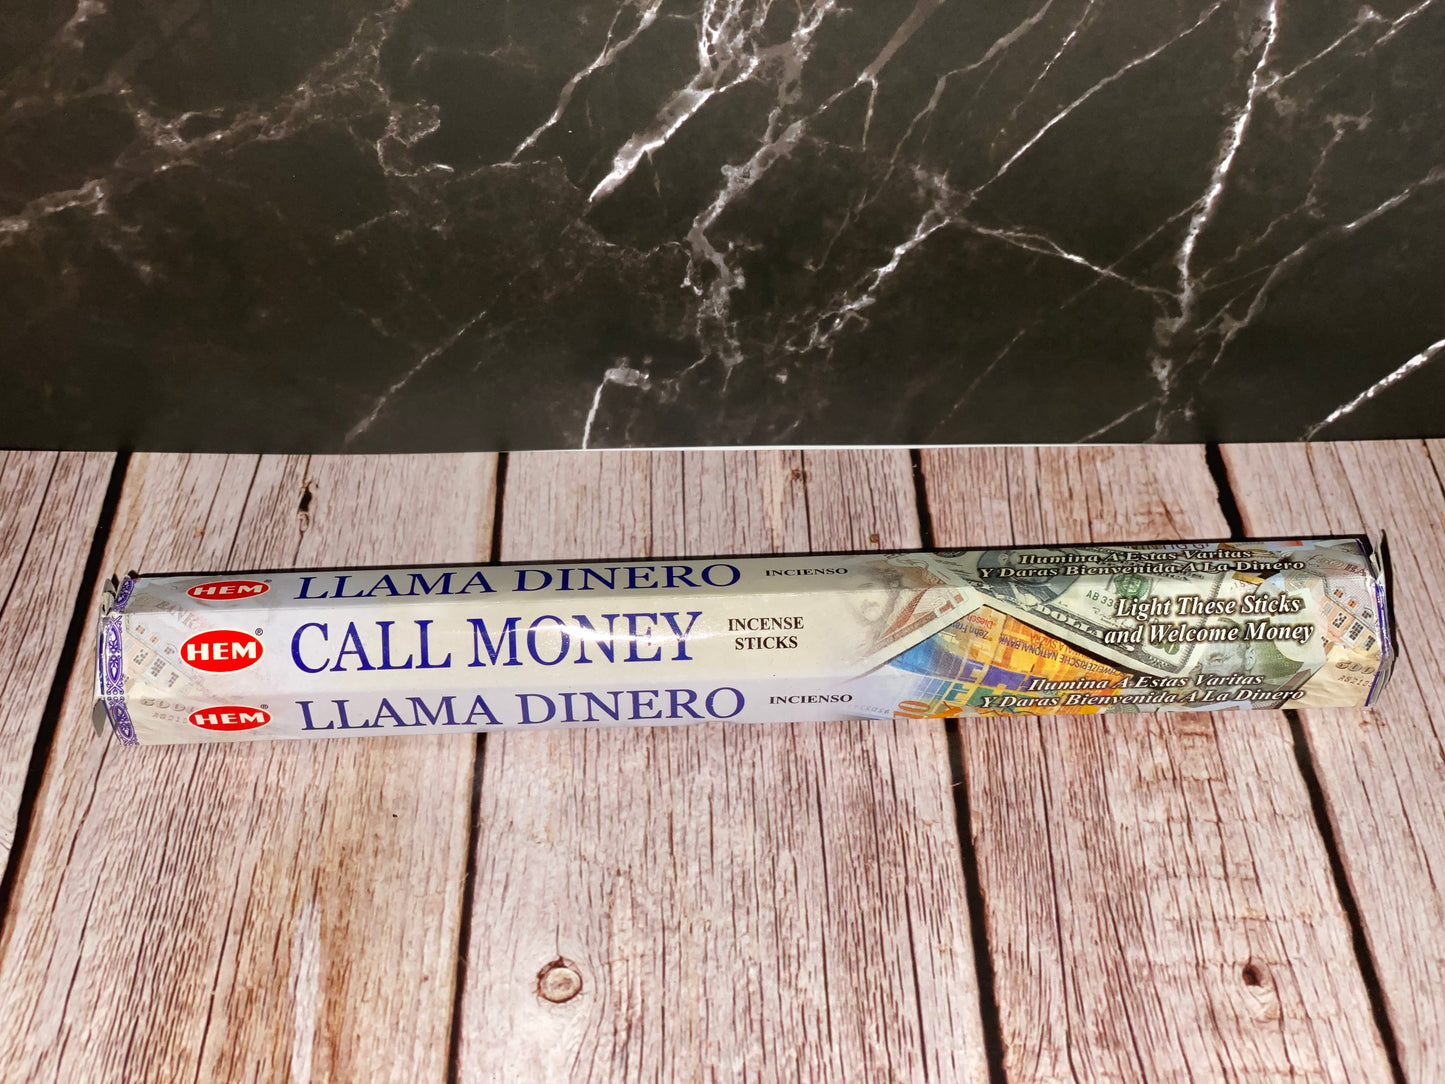 HEM ®
LLAMA DINERO
INCIENSO
Ilumina A Estas Varitas
Y Daras Bienvenida A La Dinero
HEM ®
CALL MONEY
INCENSE
STICKS
Light These Sticks
and Welcome Money
HEM ®
LLAMA DINERO
INCIENSO
Ilumina A Estas Varitas
Y Daras Bienvenida A La Dinero